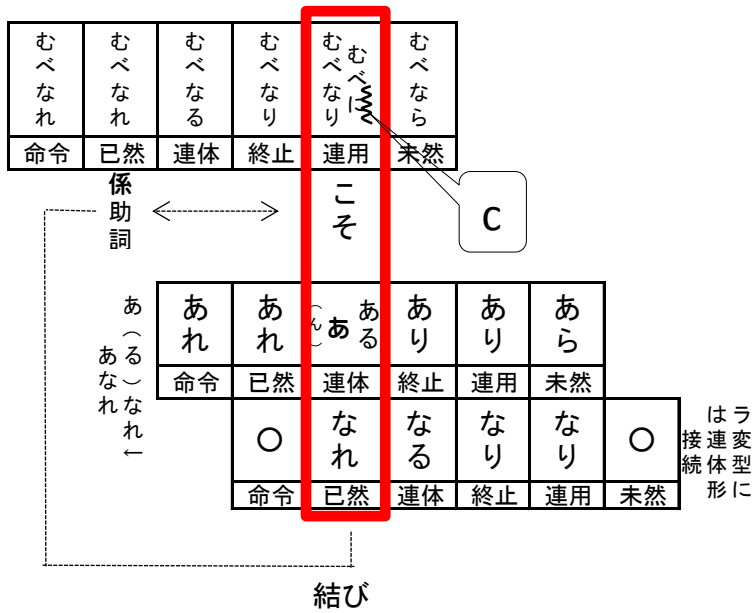 むべなら
むべなり
むべに
むべなり
むべなる
むべなれ
むべなれ
未然
連用
終止
連体
已然
命令
C
こそ
係助詞
あら
あり
あり
ある
あ
(ん)
あれ
あれ
未然
連用
終止
連体
已然
命令
あ(る)なれ←
あなれ
○
なり
なり
なる
なれ
○
未然
連用
終止
連体
已然
命令
ラ変型に
は連体形
接続
結び